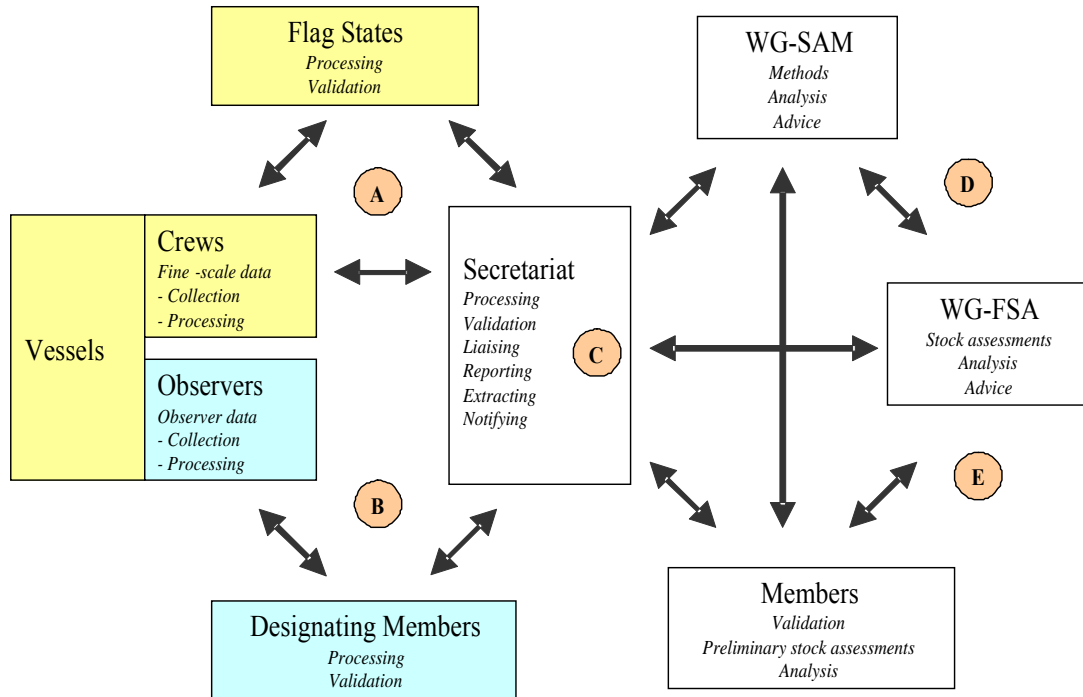 Flag States
Processing
Validation
WG-SAM
Methods
Analysis
Advice
A
D
Vessels
Crews
Fine -scale data
- Collection
- Processing
Observers
Observer data
- Collection
- Processing
Secretariat
Processing
Validation
Liaising
Reporting
Extracting
Notifying
C
WG-FSA
Stock assessments
Analysis
Advice
B
E
Designating Members
Processing
Validation
Members
Validation
Preliminary stock assessments
Analysis